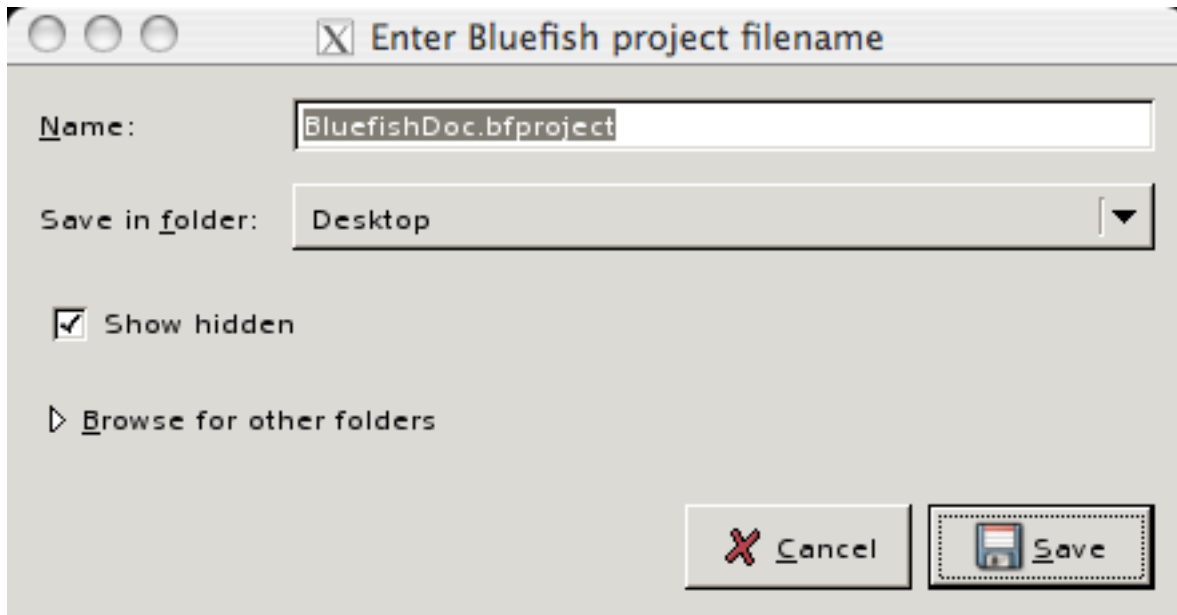 Enter Bluefish project filename
Name: BluefishDoc.bfproject
Save in folder: Desktop
Show hidden
Browse for other folders
Cancel Save